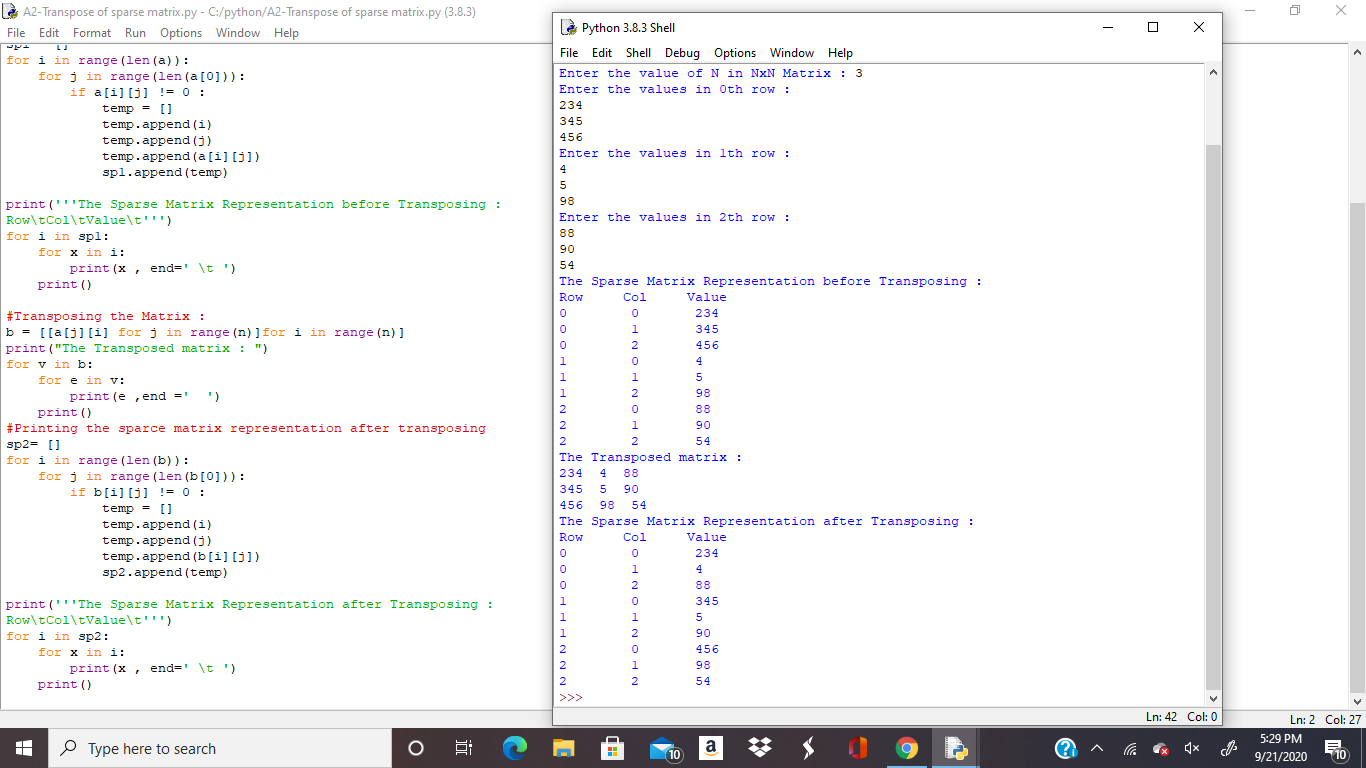 A2-Transpose of sparse matrix.py - C:/python/A2-Transpose of sparse matrix.py (3.8.3)
File Edit Format Run Options Window Help
sp1 = []
for i in range(len(a)):
    for j in range(len(a[0])):
        if a[i][j] != 0 :
            temp = []
            temp.append(i)
            temp.append(j)
            temp.append(a[i][j])
            sp1.append(temp)
print('''The Sparse Matrix Representation before Transposing :
Row\tCol\tValue\t''')
for i in sp1:
    for x in i:
        print(x , end=' \t ')
    print()
#Transposing the Matrix :
b = [[a[j][i] for j in range(n)]for i in range(n)]
print("The Transposed matrix : ")
for v in b:
    for e in v:
        print(e ,end ='  ')
    print()
#Printing the sparce matrix representation after transposing
sp2= []
for i in range(len(b)):
    for j in range(len(b[0])):
        if b[i][j] != 0 :
            temp = []
            temp.append(i)
            temp.append(j)
            temp.append(b[i][j])
            sp2.append(temp)
print('''The Sparse Matrix Representation after Transposing :
Row\tCol\tValue\t''')
for i in sp2:
    for x in i:
        print(x , end=' \t ')
    print()
Python 3.8.3 Shell
File Edit Shell Debug Options Window Help
Enter the value of N in NxN Matrix : 3
Enter the values in 0th row :
234
345
456
Enter the values in 1th row :
4
5
98
Enter the values in 2th row :
88
90
54
The Sparse Matrix Representation before Transposing :
Row Col Value
0 0 234
0 1 345
0 2 456
1 0 4
1 1 5
1 2 98
2 0 88
2 1 90
2 2 54
The Transposed matrix :
234 4 88
345 5 90
456 98 54
The Sparse Matrix Representation after Transposing :
Row Col Value
0 0 234
0 1 4
0 2 88
1 0 345
1 1 5
1 2 90
2 0 456
2 1 98
2 2 54
>>>
Ln: 42 Col: 0
Ln: 2 Col: 27
Type here to search
10
a
?
5:29 PM
9/21/2020
10